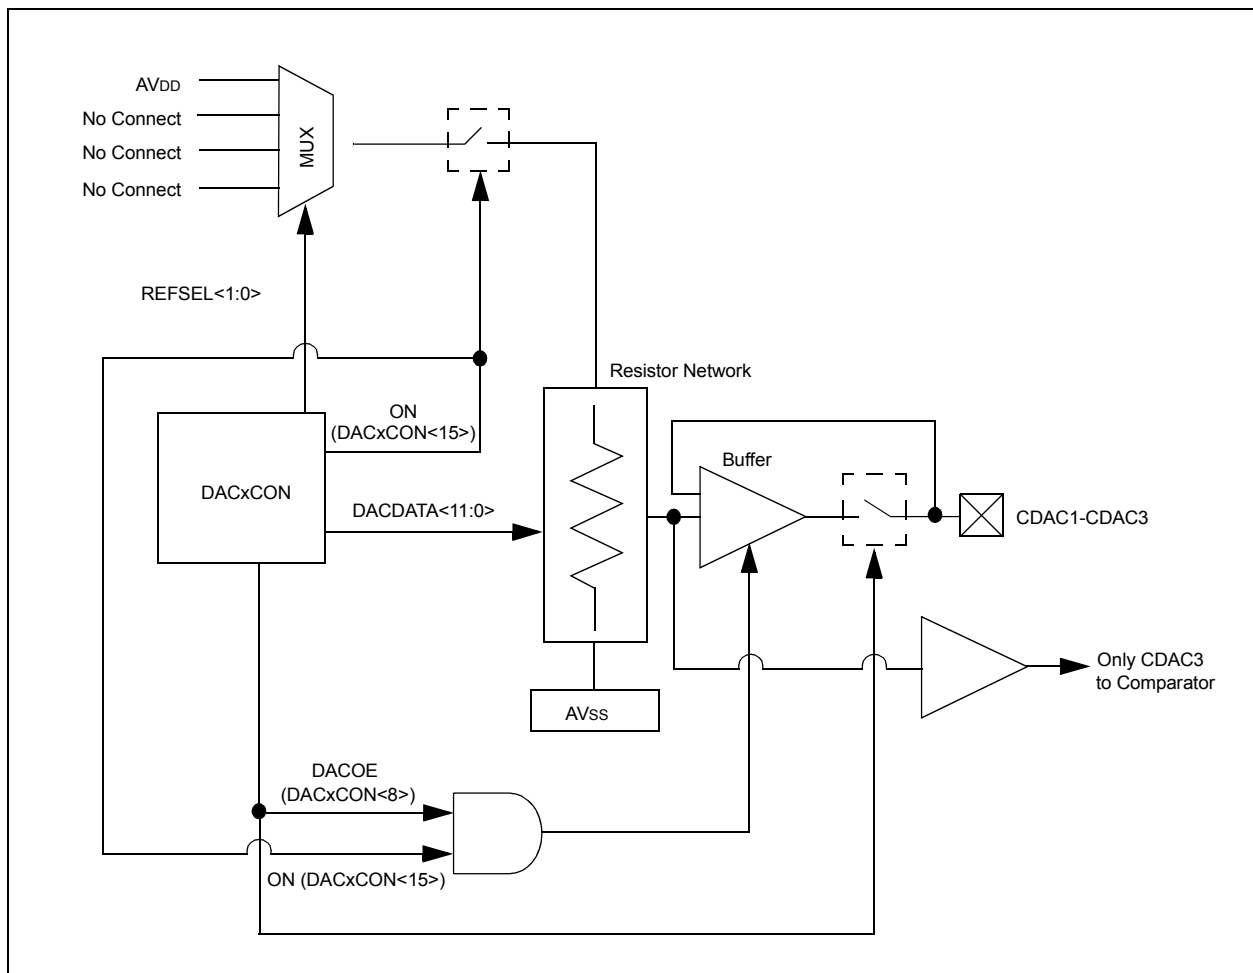 AVDD
No Connect
No Connect
No Connect
MUX
REFSEL<1:0>
Resistor Network
ON
(DACxCON<15>)
DACxCON
DACDATA<11:0>
Buffer
CDAC1-CDAC3
Only CDAC3
to Comparator
AVSS
DACOE
(DACxCON<8>)
ON (DACxCON<15>)